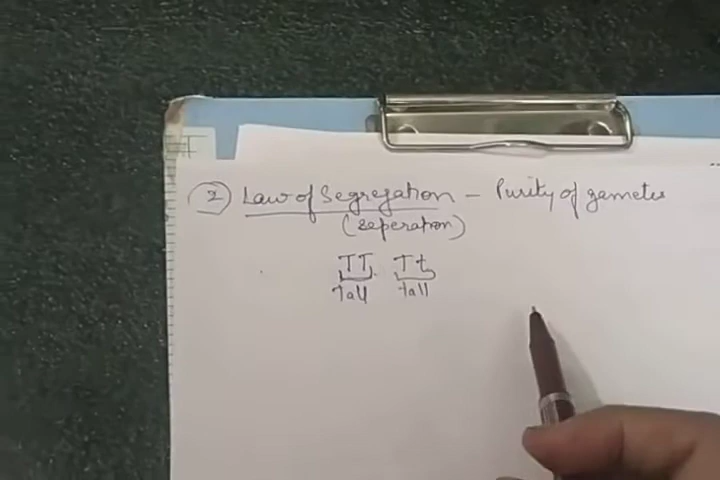 ② Law of Segregation - Purity of gametes
(seperation)
TT Tt
Tall tall